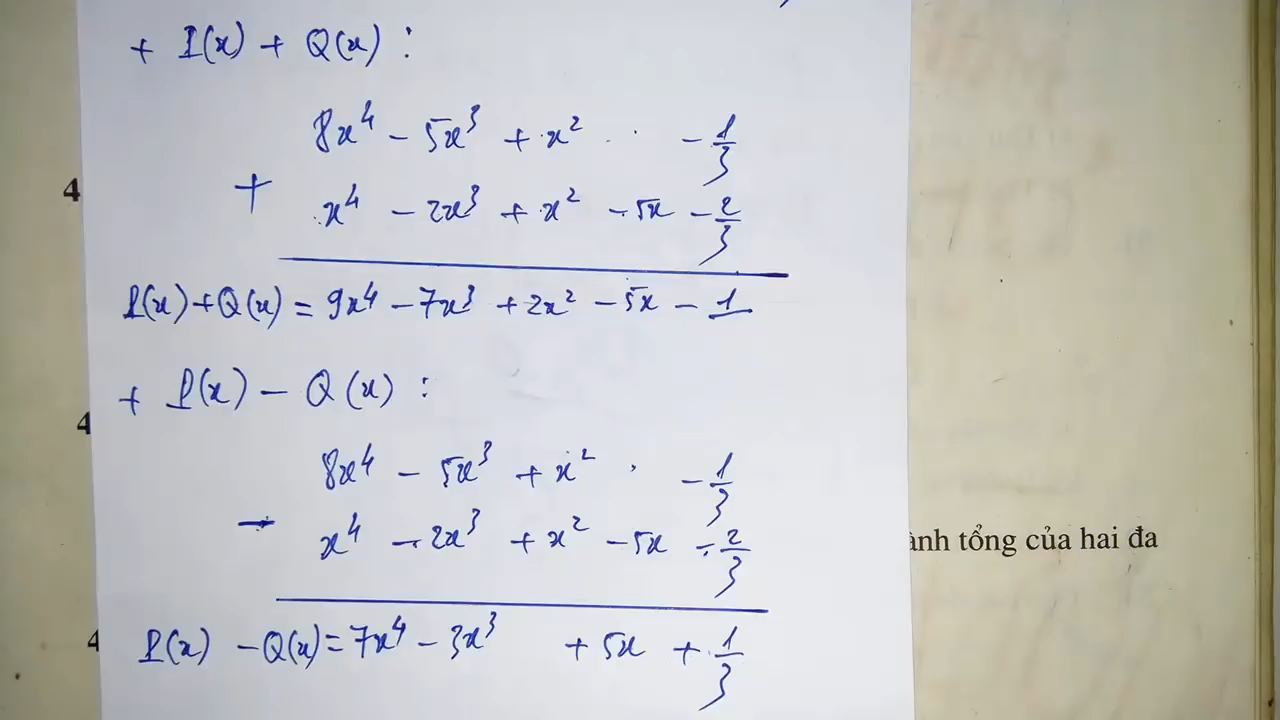 + P(x) + Q(x) :
8x⁴ - 5x³ + x² - 1/3
+
x⁴ - 2x³ + x² - 5x - 2/3
P(x) + Q(x) = 9x⁴ - 7x³ + 2x² - 5x - 1
+ P(x) - Q(x) :
8x⁴ - 5x³ + x² - 1/3
-
x⁴ - 2x³ + x² - 5x - 2/3
P(x) - Q(x) = 7x⁴ - 3x³ + 5x + 1/3
4
4
ành tổng của hai đa
4